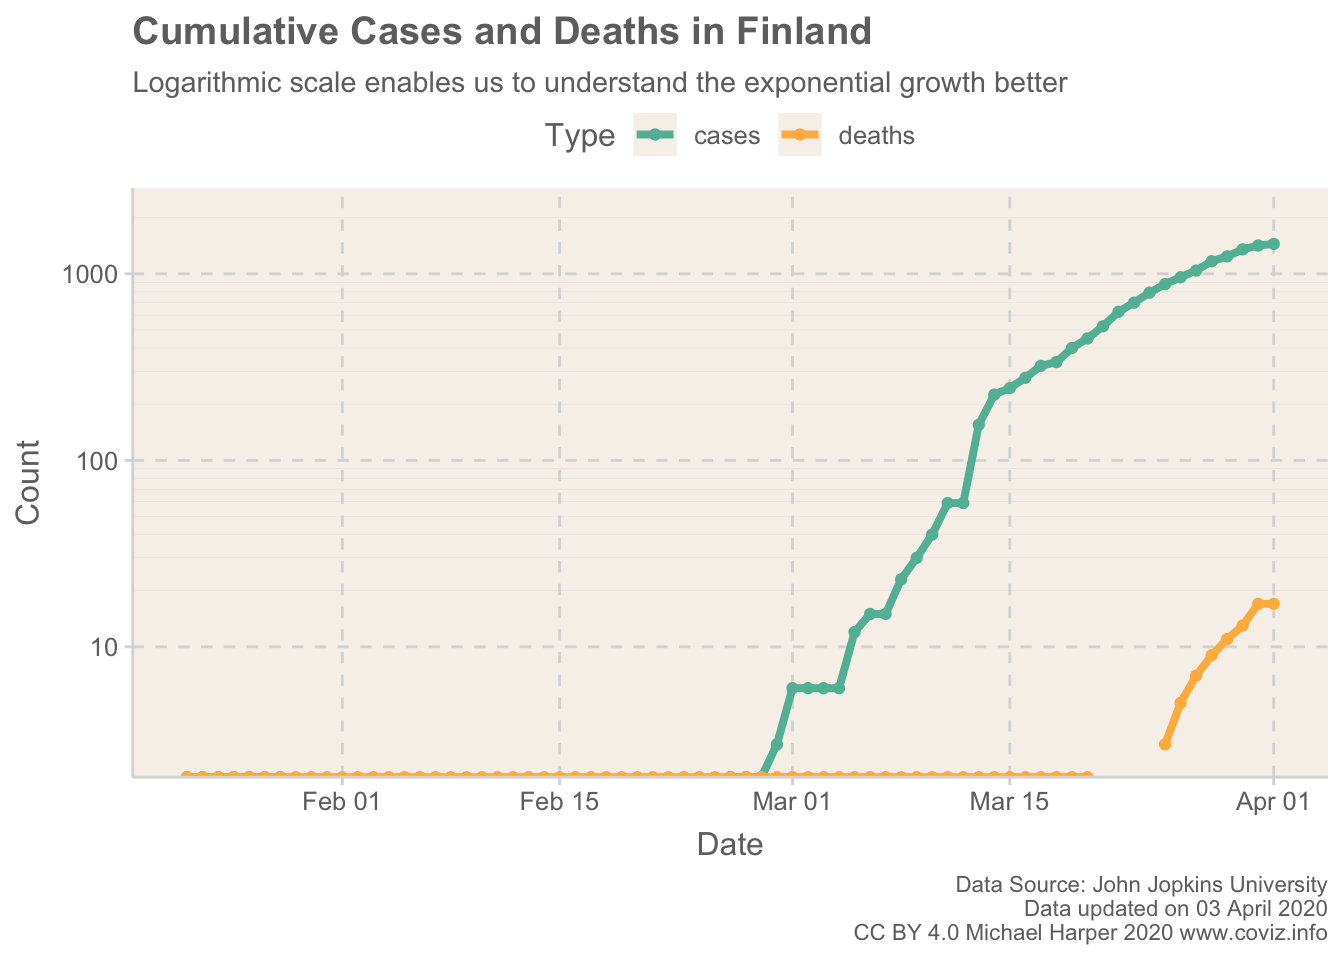 Cumulative Cases and Deaths in Finland
Logarithmic scale enables us to understand the exponential growth better
Type cases deaths
1000
100
10
Count
Feb 01 Feb 15 Mar 01 Mar 15 Apr 01
Date
Data Source: John Jopkins University
Data updated on 03 April 2020
CC BY 4.0 Michael Harper 2020 www.coviz.info